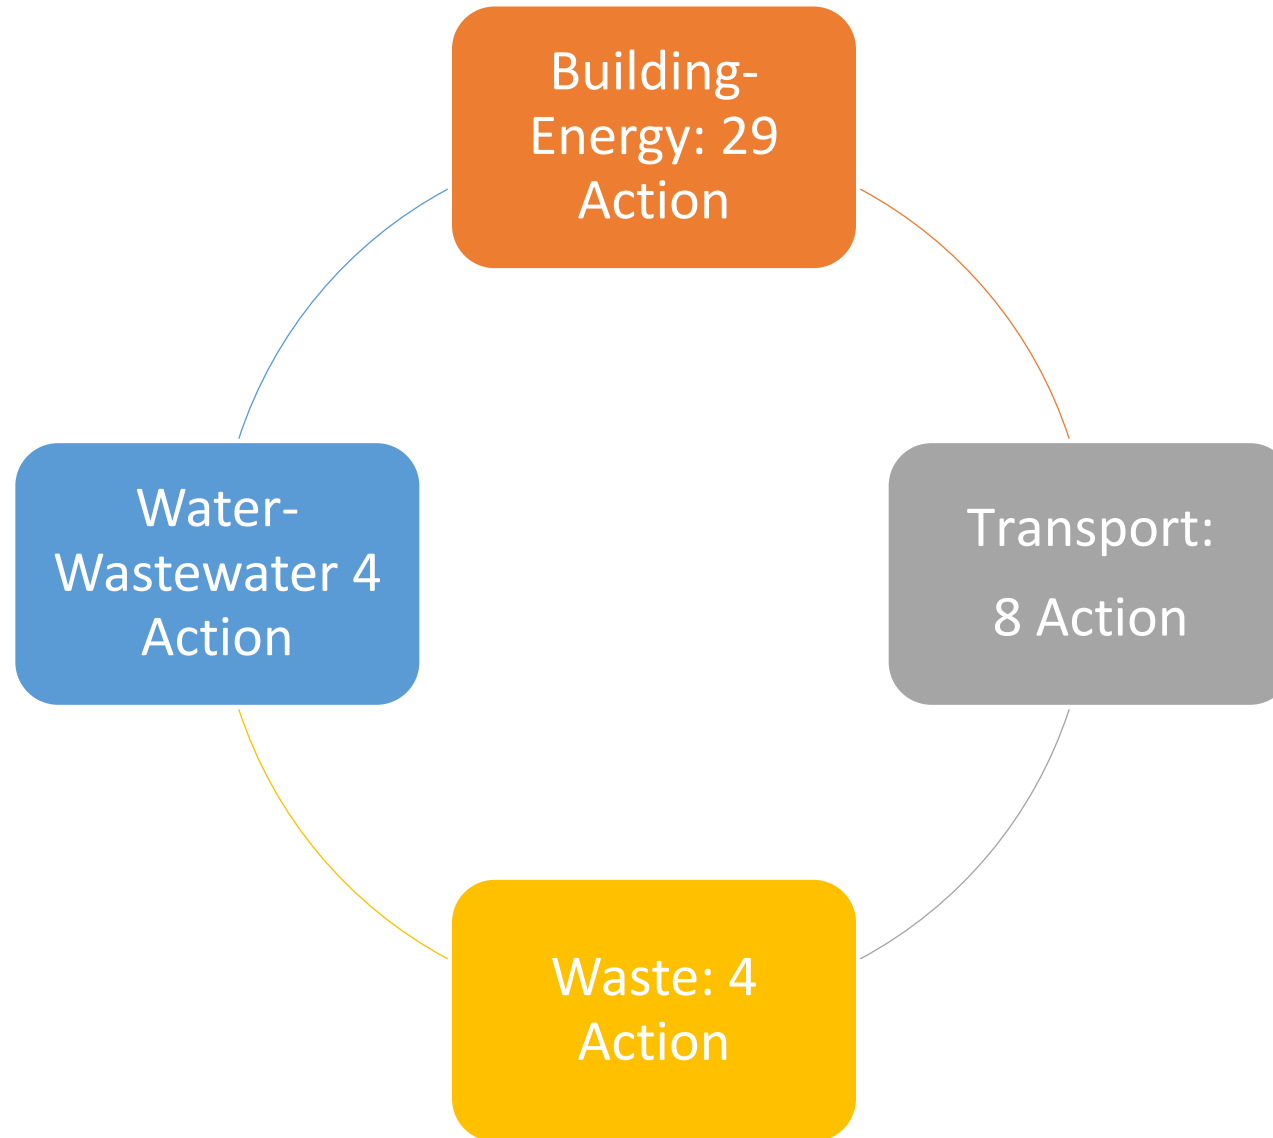 Building-
Energy: 29
Action
Water-
Wastewater 4
Action
Transport:
8 Action
Waste: 4
Action